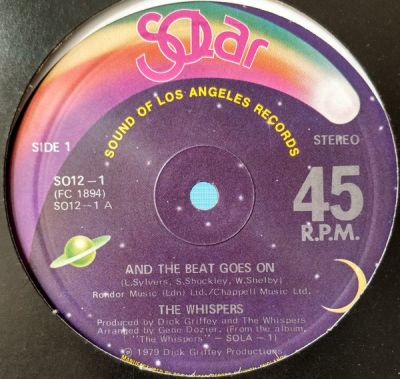 SOLar
SOUND OF LOS ANGELES RECORDS
SIDE 1
STEREO
SO12-1
(FC 1894)
SO12-1 A
45
R.P.M.
AND THE BEAT GOES ON
(L.Sylvers, S.Shockley, W.Shelby)
Rondor Music (Ldn) Ltd./Chappell Music Ltd.
THE WHISPERS
Produced by Dick Griffey and The Whispers
Arranged by Gene Dozier. (From the album,
"The Whispers" - SOLA - 1)
℗ 1979 Dick Griffey Productions.